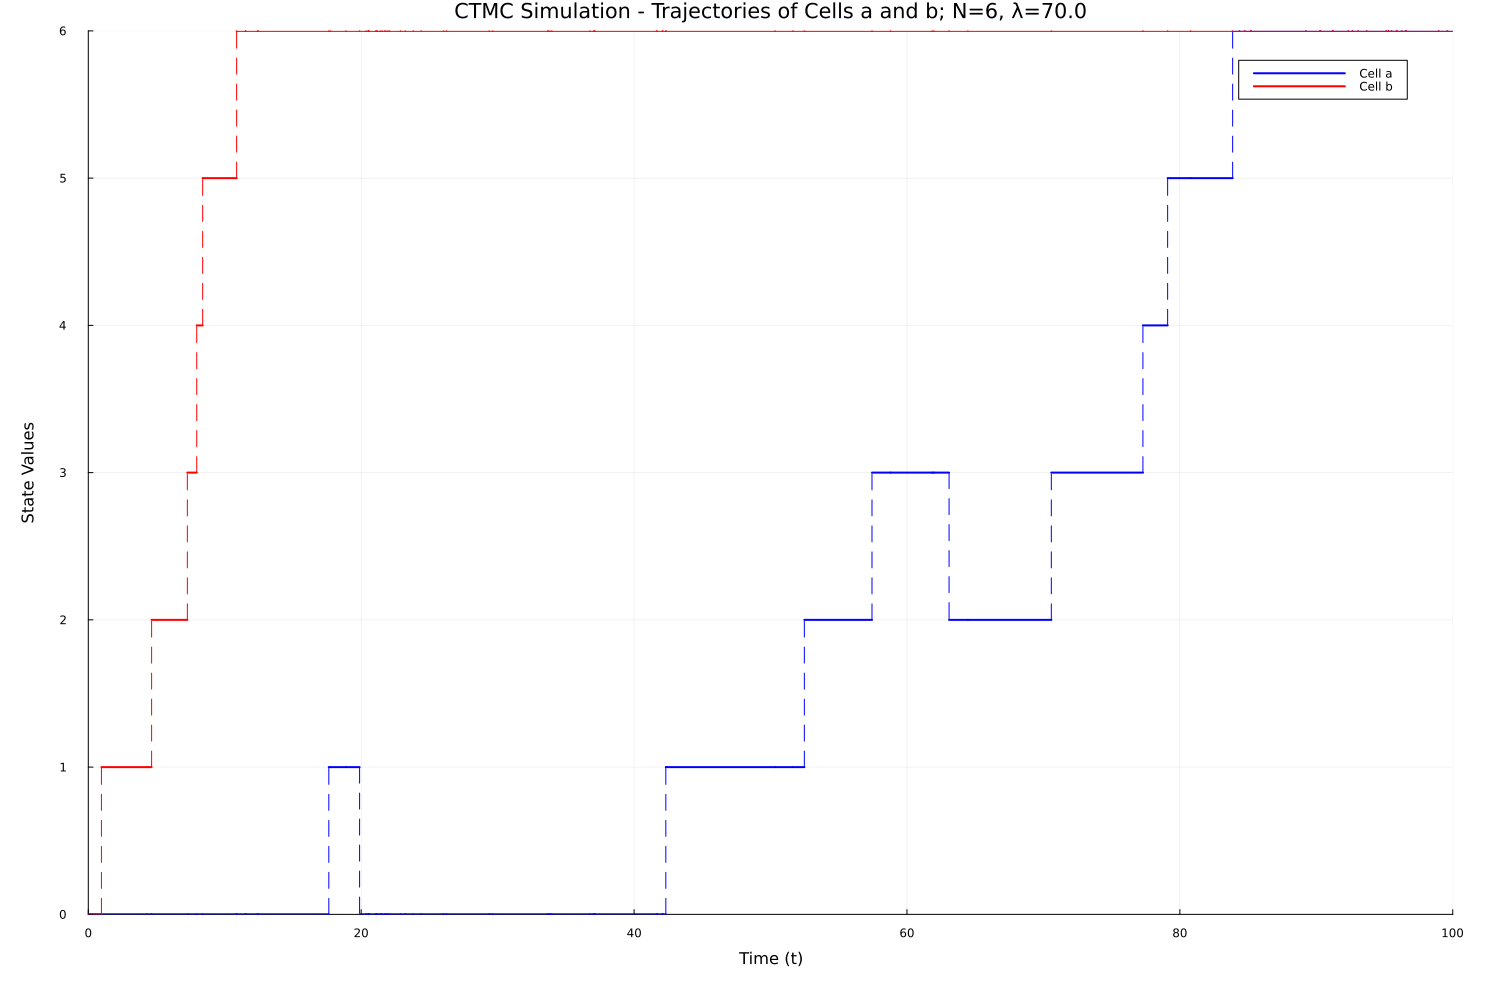 CTMC Simulation - Trajectories of Cells a and b; N=6, λ=70.0
6
5
4
3
2
1
0
State Values
Cell a
Cell b
0 20 40 60 80 100
Time (t)